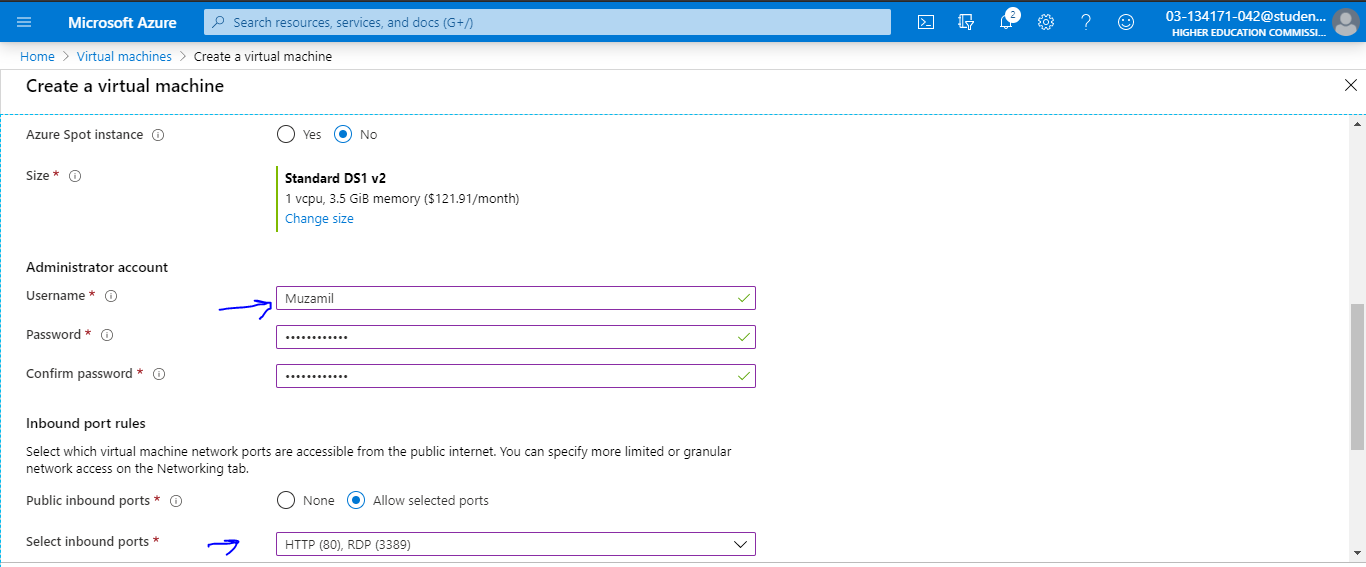 Microsoft Azure
Search resources, services, and docs (G+/)
2
03-134171-042@studen...
HIGHER EDUCATION COMMISSI...
Home > Virtual machines > Create a virtual machine
Create a virtual machine
Azure Spot instance
Yes No
Size *
Standard DS1 v2
1 vcpu, 3.5 GiB memory ($121.91/month)
Change size
Administrator account
Username *
Muzamil
Password *
••••••••••••
Confirm password *
••••••••••••
Inbound port rules
Select which virtual machine network ports are accessible from the public internet. You can specify more limited or granular
network access on the Networking tab.
Public inbound ports *
None Allow selected ports
Select inbound ports *
HTTP (80), RDP (3389)